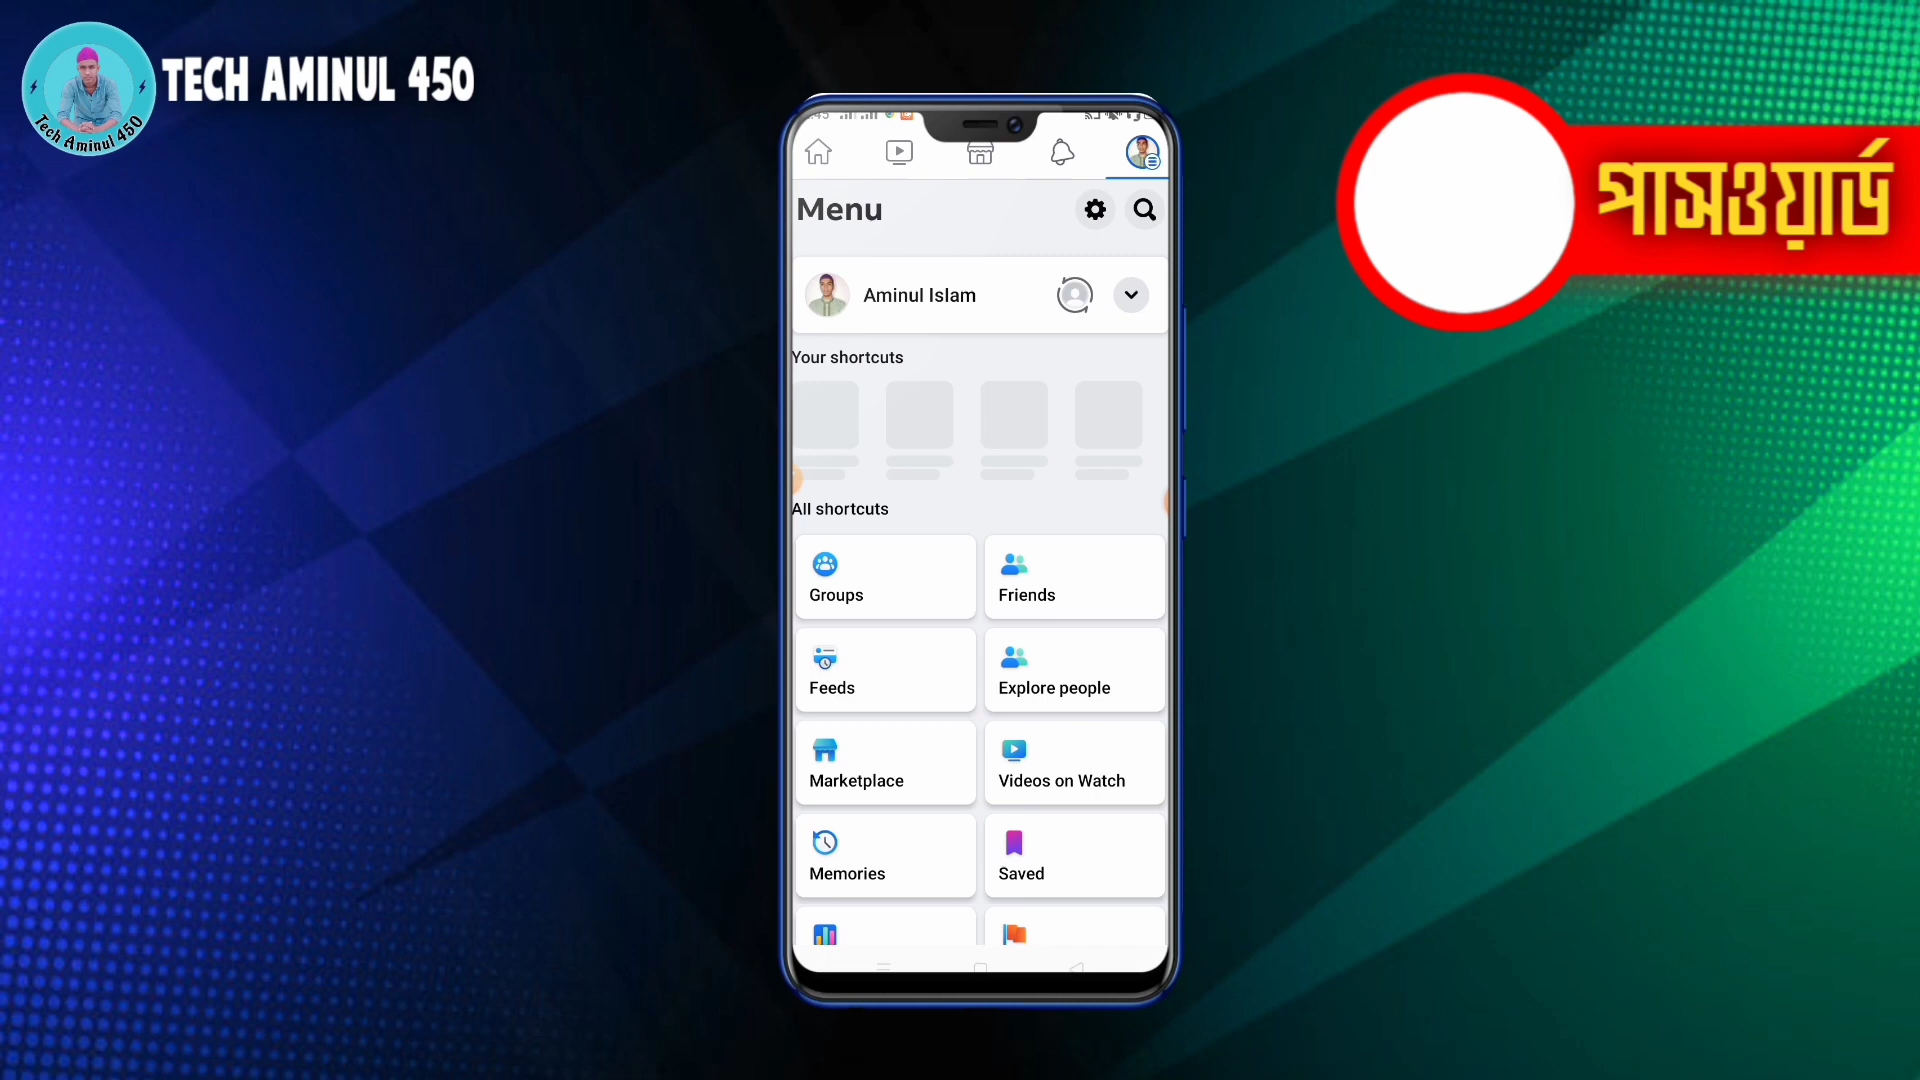 Tech Aminul 450
TECH AMINUL 450
পাসওয়ার্ড
Menu
Aminul Islam
Your shortcuts
All shortcuts
Groups
Friends
Feeds
Explore people
Marketplace
Videos on Watch
Memories
Saved